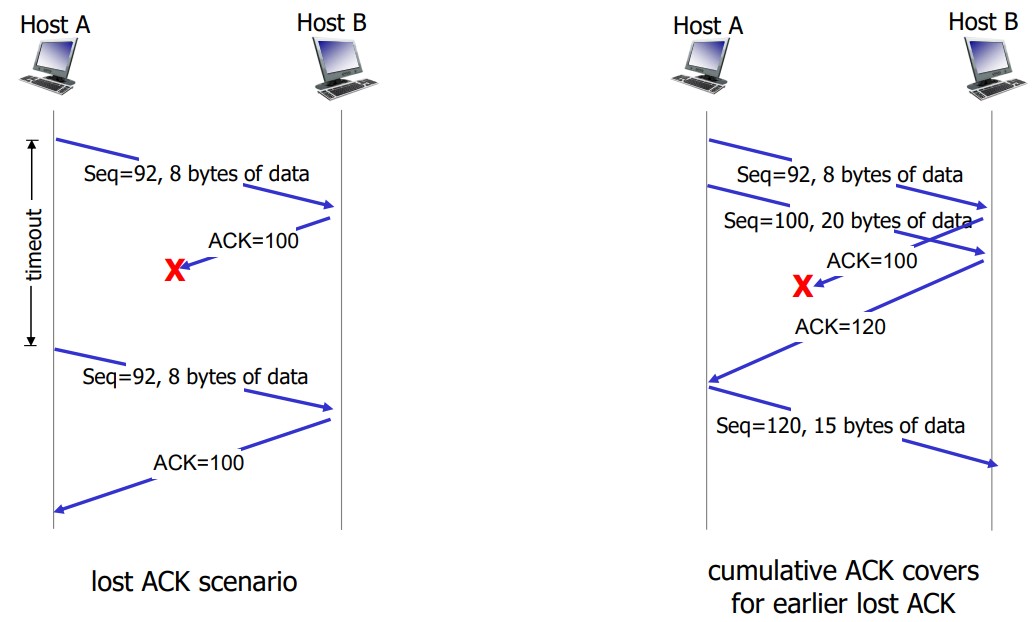 Host A
Host B
Seq=92, 8 bytes of data
ACK=100
X
timeout
Seq=92, 8 bytes of data
ACK=100
lost ACK scenario
Host A
Host B
Seq=92, 8 bytes of data
Seq=100, 20 bytes of data
ACK=100
X
ACK=120
Seq=120, 15 bytes of data
cumulative ACK covers
for earlier lost ACK